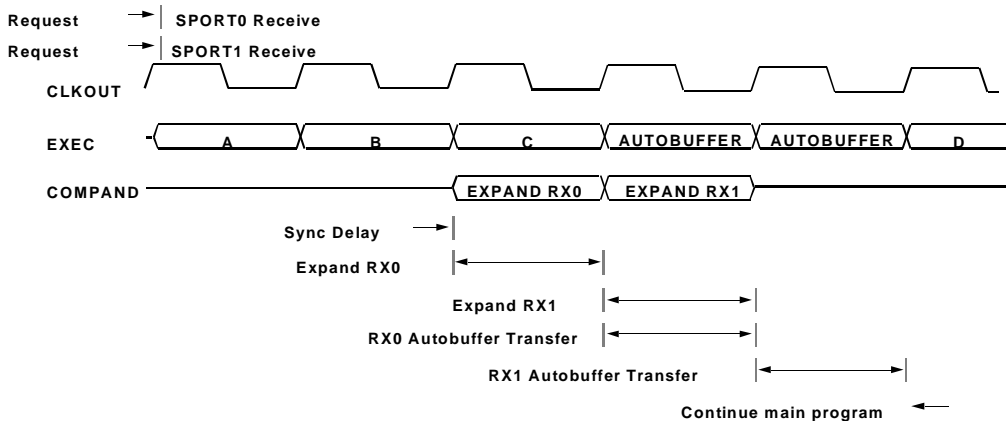 Request SPORT0 Receive
Request SPORT1 Receive
CLKOUT
EXEC A B C AUTOBUFFER AUTOBUFFER D
COMPAND EXPAND RX0 EXPAND RX1
Sync Delay
Expand RX0
Expand RX1
RX0 Autobuffer Transfer
RX1 Autobuffer Transfer
Continue main program